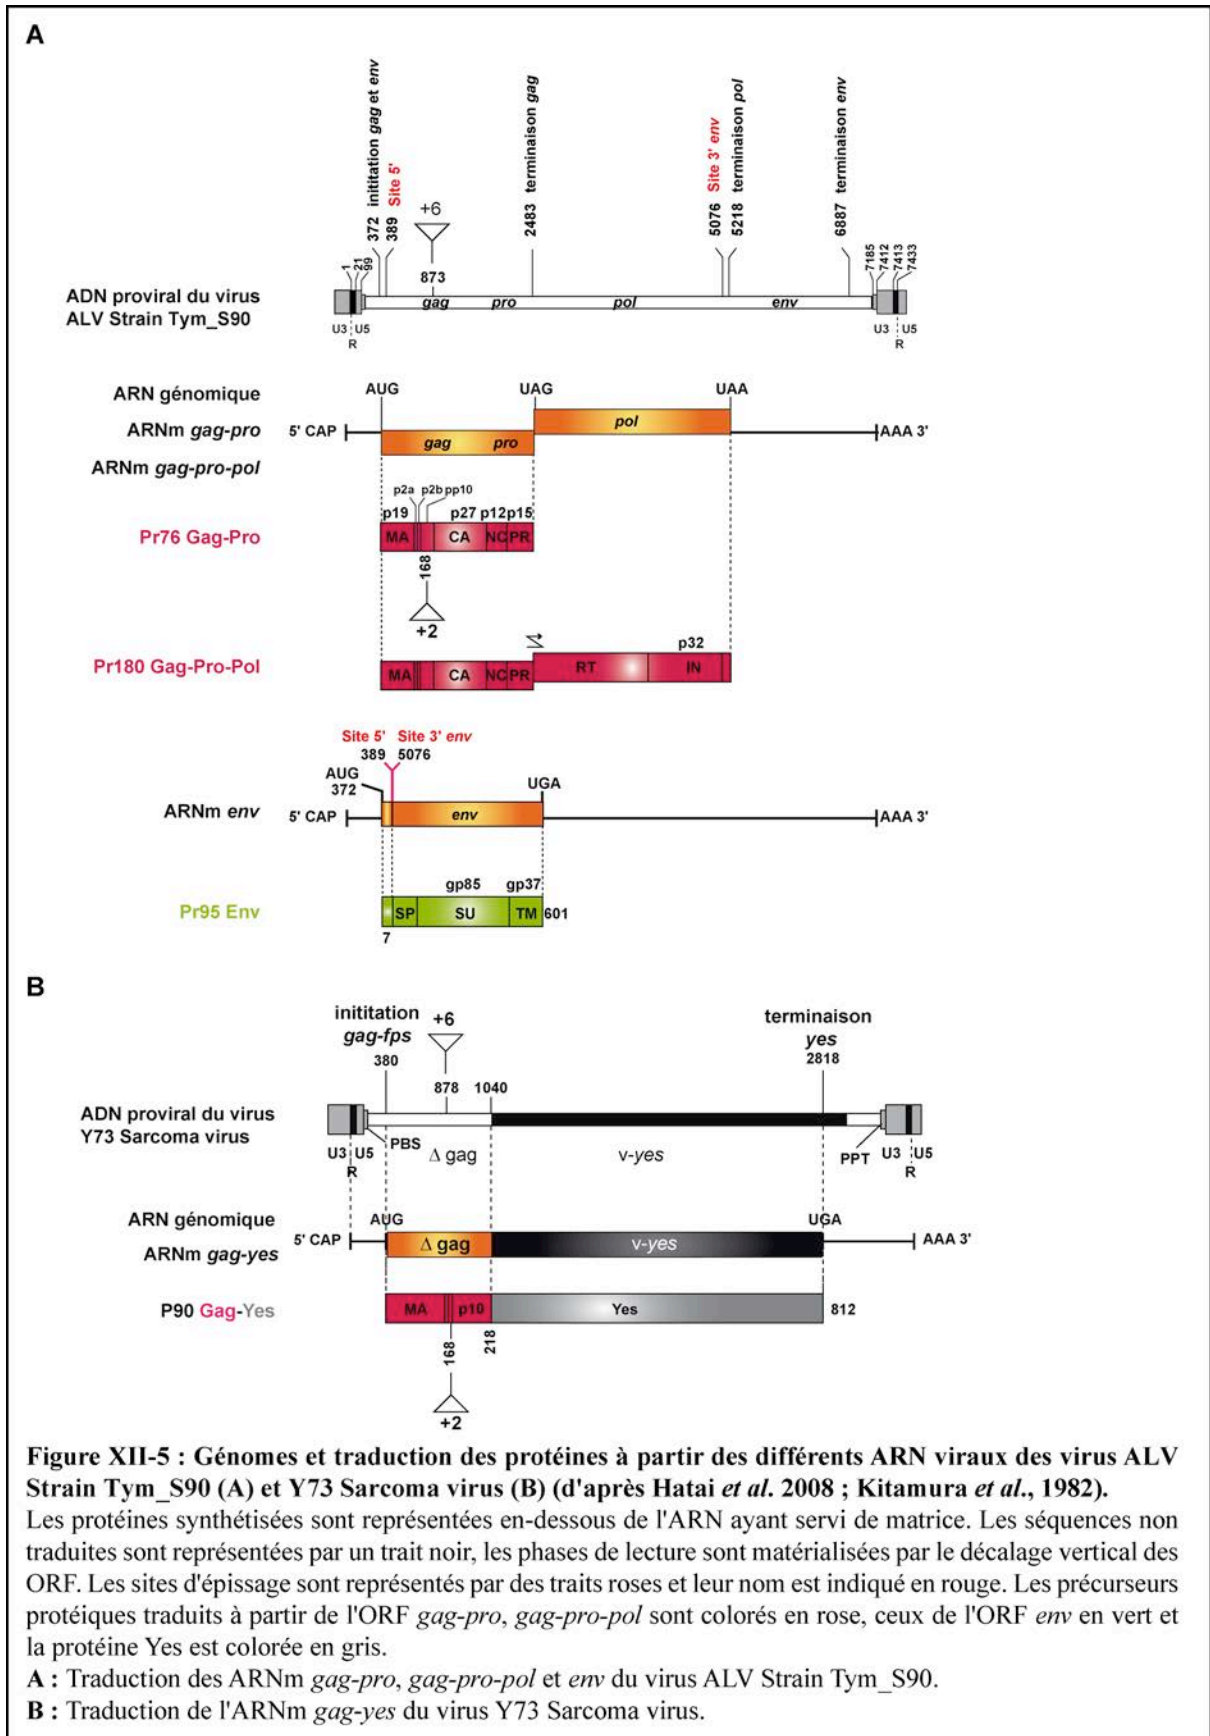 A
372 initiation gag et env
389 Site 5'
+6
873
2483 terminaison gag
5076 Site 3' env
5218 terminaison pol
6887 terminaison env
1
21
99
7185
7412
7413
7433
ADN proviral du virus
ALV Strain Tym_S90
gag pro pol env
U3 U5
R
U3 U5
R
ARN génomique
AUG UAG UAA
ARNm gag-pro
5' CAP
pol
gag pro
AAA 3'
ARNm gag-pro-pol
p2a p2b pp10
p19 p27 p12 p15
Pr76 Gag-Pro
MA CA NC PR
168
+2
p32
Pr180 Gag-Pro-Pol
MA CA NC PR RT IN
Site 5' Site 3' env
389 5076
AUG
372
UGA
ARNm env
5' CAP
env
AAA 3'
gp85 gp37
Pr95 Env
SP SU TM 601
7
B
inititation
gag-fps
380
+6
878
1040
terminaison
yes
2818
ADN proviral du virus
Y73 Sarcoma virus
U3 U5
R
PBS
Δ gag
v-yes
PPT
U3 U5
R
ARN génomique
AUG UGA
5' CAP
Δ gag
v-yes
AAA 3'
ARNm gag-yes
P90 Gag-Yes
MA p10 Yes 812
168
218
+2
Figure XII-5 : Génomes et traduction des protéines à partir des différents ARN viraux des virus ALV
Strain Tym_S90 (A) et Y73 Sarcoma virus (B) (d'après Hatai et al. 2008 ; Kitamura et al., 1982).
Les protéines synthétisées sont représentées en-dessous de l'ARN ayant servi de matrice. Les séquences non
traduites sont représentées par un trait noir, les phases de lecture sont matérialisées par le décalage vertical des
ORF. Les sites d'épissage sont représentés par des traits roses et leur nom est indiqué en rouge. Les précurseurs
protéiques traduits à partir de l'ORF gag-pro, gag-pro-pol sont colorés en rose, ceux de l'ORF env en vert et
la protéine Yes est colorée en gris.
A : Traduction des ARNm gag-pro, gag-pro-pol et env du virus ALV Strain Tym_S90.
B : Traduction de l'ARNm gag-yes du virus Y73 Sarcoma virus.